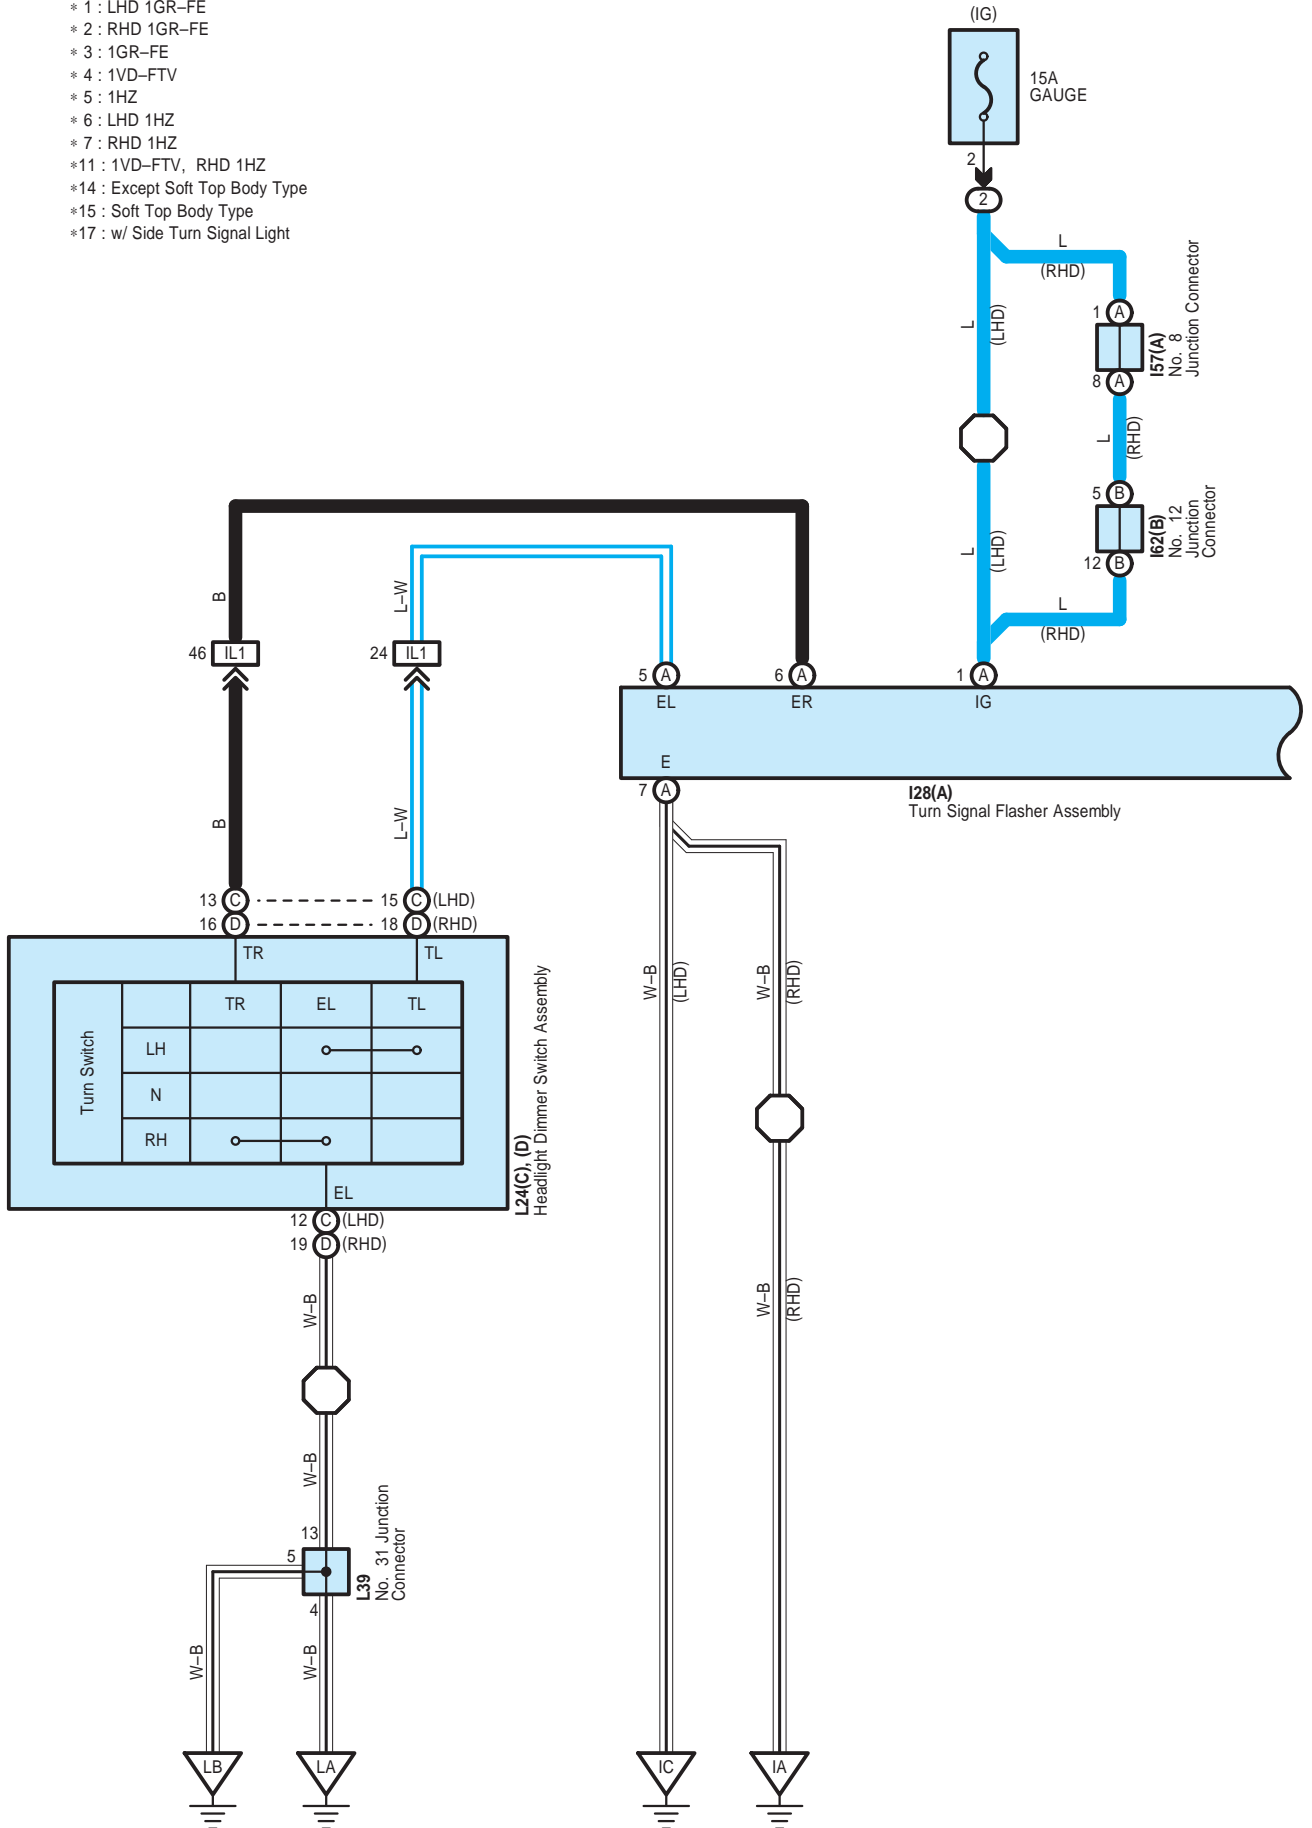 * 1 : LHD 1GR–FE
* 2 : RHD 1GR–FE
* 3 : 1GR–FE
* 4 : 1VD–FTV
* 5 : 1HZ
* 6 : LHD 1HZ
* 7 : RHD 1HZ
*11 : 1VD–FTV, RHD 1HZ
*14 : Except Soft Top Body Type
*15 : Soft Top Body Type
*17 : w/ Side Turn Signal Light
(IG)
15A
GAUGE
2
2
L
(RHD)
L
(LHD)
1 A
I57(A)
No. 8
Junction Connector
8 A
L
(RHD)
5 B
I62(B)
No. 12
Junction
Connector
12 B
L
(LHD)
L
(RHD)
B
L–W
46 IL1
24 IL1
5 A
6 A
1 A
EL
ER
IG
E
7 A
I28(A)
Turn Signal Flasher Assembly
B
L–W
13 C
15 C (LHD)
16 D
18 D (RHD)
TR
TL
Turn Switch
TR
EL
TL
LH
N
RH
EL
L24(C), (D)
Headlight Dimmer Switch Assembly
12 C (LHD)
19 D (RHD)
W–B
(LHD)
W–B
(RHD)
W–B
W–B
(RHD)
W–B
13
5
4
L39
No. 31 Junction
Connector
W–B
W–B
LB
LA
IC
IA